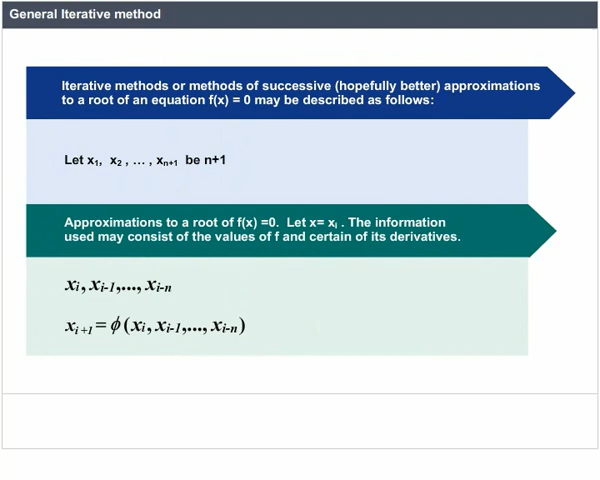 General Iterative method
Iterative methods or methods of successive (hopefully better) approximations
to a root of an equation f(x) = 0 may be described as follows:
Let x₁, x₂ , … , xₙ₊₁ be n+1
Approximations to a root of f(x) =0. Let x= xᵢ . The information
used may consist of the values of f and certain of its derivatives.
xᵢ, xᵢ₋₁,..., xᵢ₋ₙ
xᵢ₊₁ = ϕ (xᵢ, xᵢ₋₁,..., xᵢ₋ₙ)